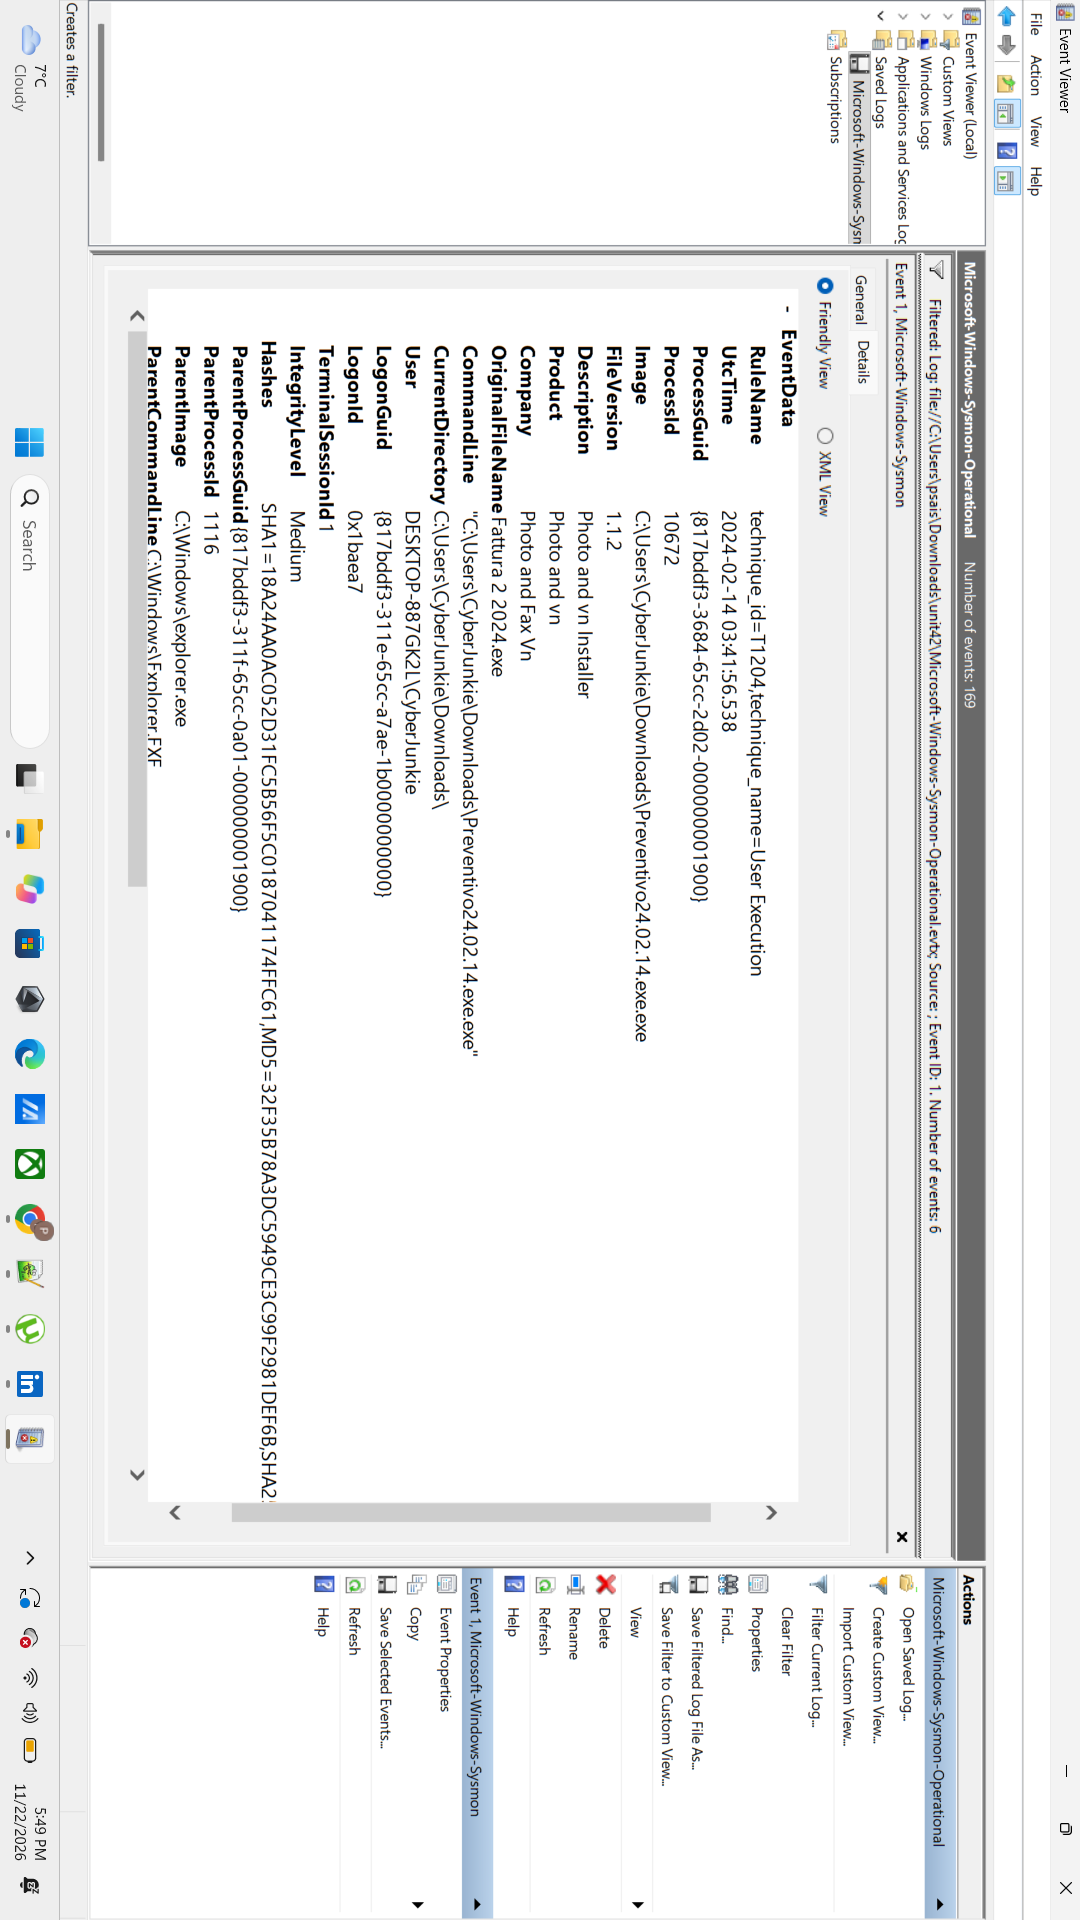 Event Viewer
File Action View Help
Event Viewer (Local)
Custom Views
Windows Logs
Applications and Services Log
Saved Logs
Microsoft-Windows-Sysm
Subscriptions
Microsoft-Windows-Sysmon-Operational Number of events: 169
Filtered: Log: file://C:\Users\psais\Downloads\unit42\Microsoft-Windows-Sysmon-Operational.evtx; Source: ; Event ID: 1. Number of events: 6
Event 1, Microsoft-Windows-Sysmon
General Details
Friendly View XML View
- EventData
RuleName technique_id=T1204,technique_name=User Execution
UtcTime 2024-02-14 03:41:56.538
ProcessGuid {817bddf3-3684-65cc-2d02-000000001900}
ProcessId 10672
Image C:\Users\CyberJunkie\Downloads\Preventivo24.02.14.exe.exe
FileVersion 1.1.2
Description Photo and vn Installer
Product Photo and vn
Company Photo and Fax Vn
OriginalFileName Fattura 2 2024.exe
CommandLine "C:\Users\CyberJunkie\Downloads\Preventivo24.02.14.exe.exe"
CurrentDirectory C:\Users\CyberJunkie\Downloads\
User DESKTOP-887GK2L\CyberJunkie
LogonGuid {817bddf3-311e-65cc-a7ae-1b0000000000}
LogonId 0x1baea7
TerminalSessionId 1
IntegrityLevel Medium
Hashes SHA1=18A24AA0AC052D31FC5B56F5C0187041174FFC61,MD5=32F35B78A3DC5949CE3C99F2981DEF6B,SHA2
ParentProcessGuid {817bddf3-311f-65cc-0a01-000000001900}
ParentProcessId 1116
ParentImage C:\Windows\explorer.exe
ParentCommandLine C:\Windows\Explorer.EXE
Actions
Microsoft-Windows-Sysmon-Operational
Open Saved Log...
Create Custom View...
Import Custom View...
Filter Current Log...
Clear Filter
Properties
Find...
Save Filtered Log File As...
Save Filter to Custom View...
View
Delete
Rename
Refresh
Help
Event 1, Microsoft-Windows-Sysmon
Event Properties
Copy
Save Selected Events...
Refresh
Help
Creates a filter.
7°C
Cloudy
Search
P
5:49 PM
11/22/2026